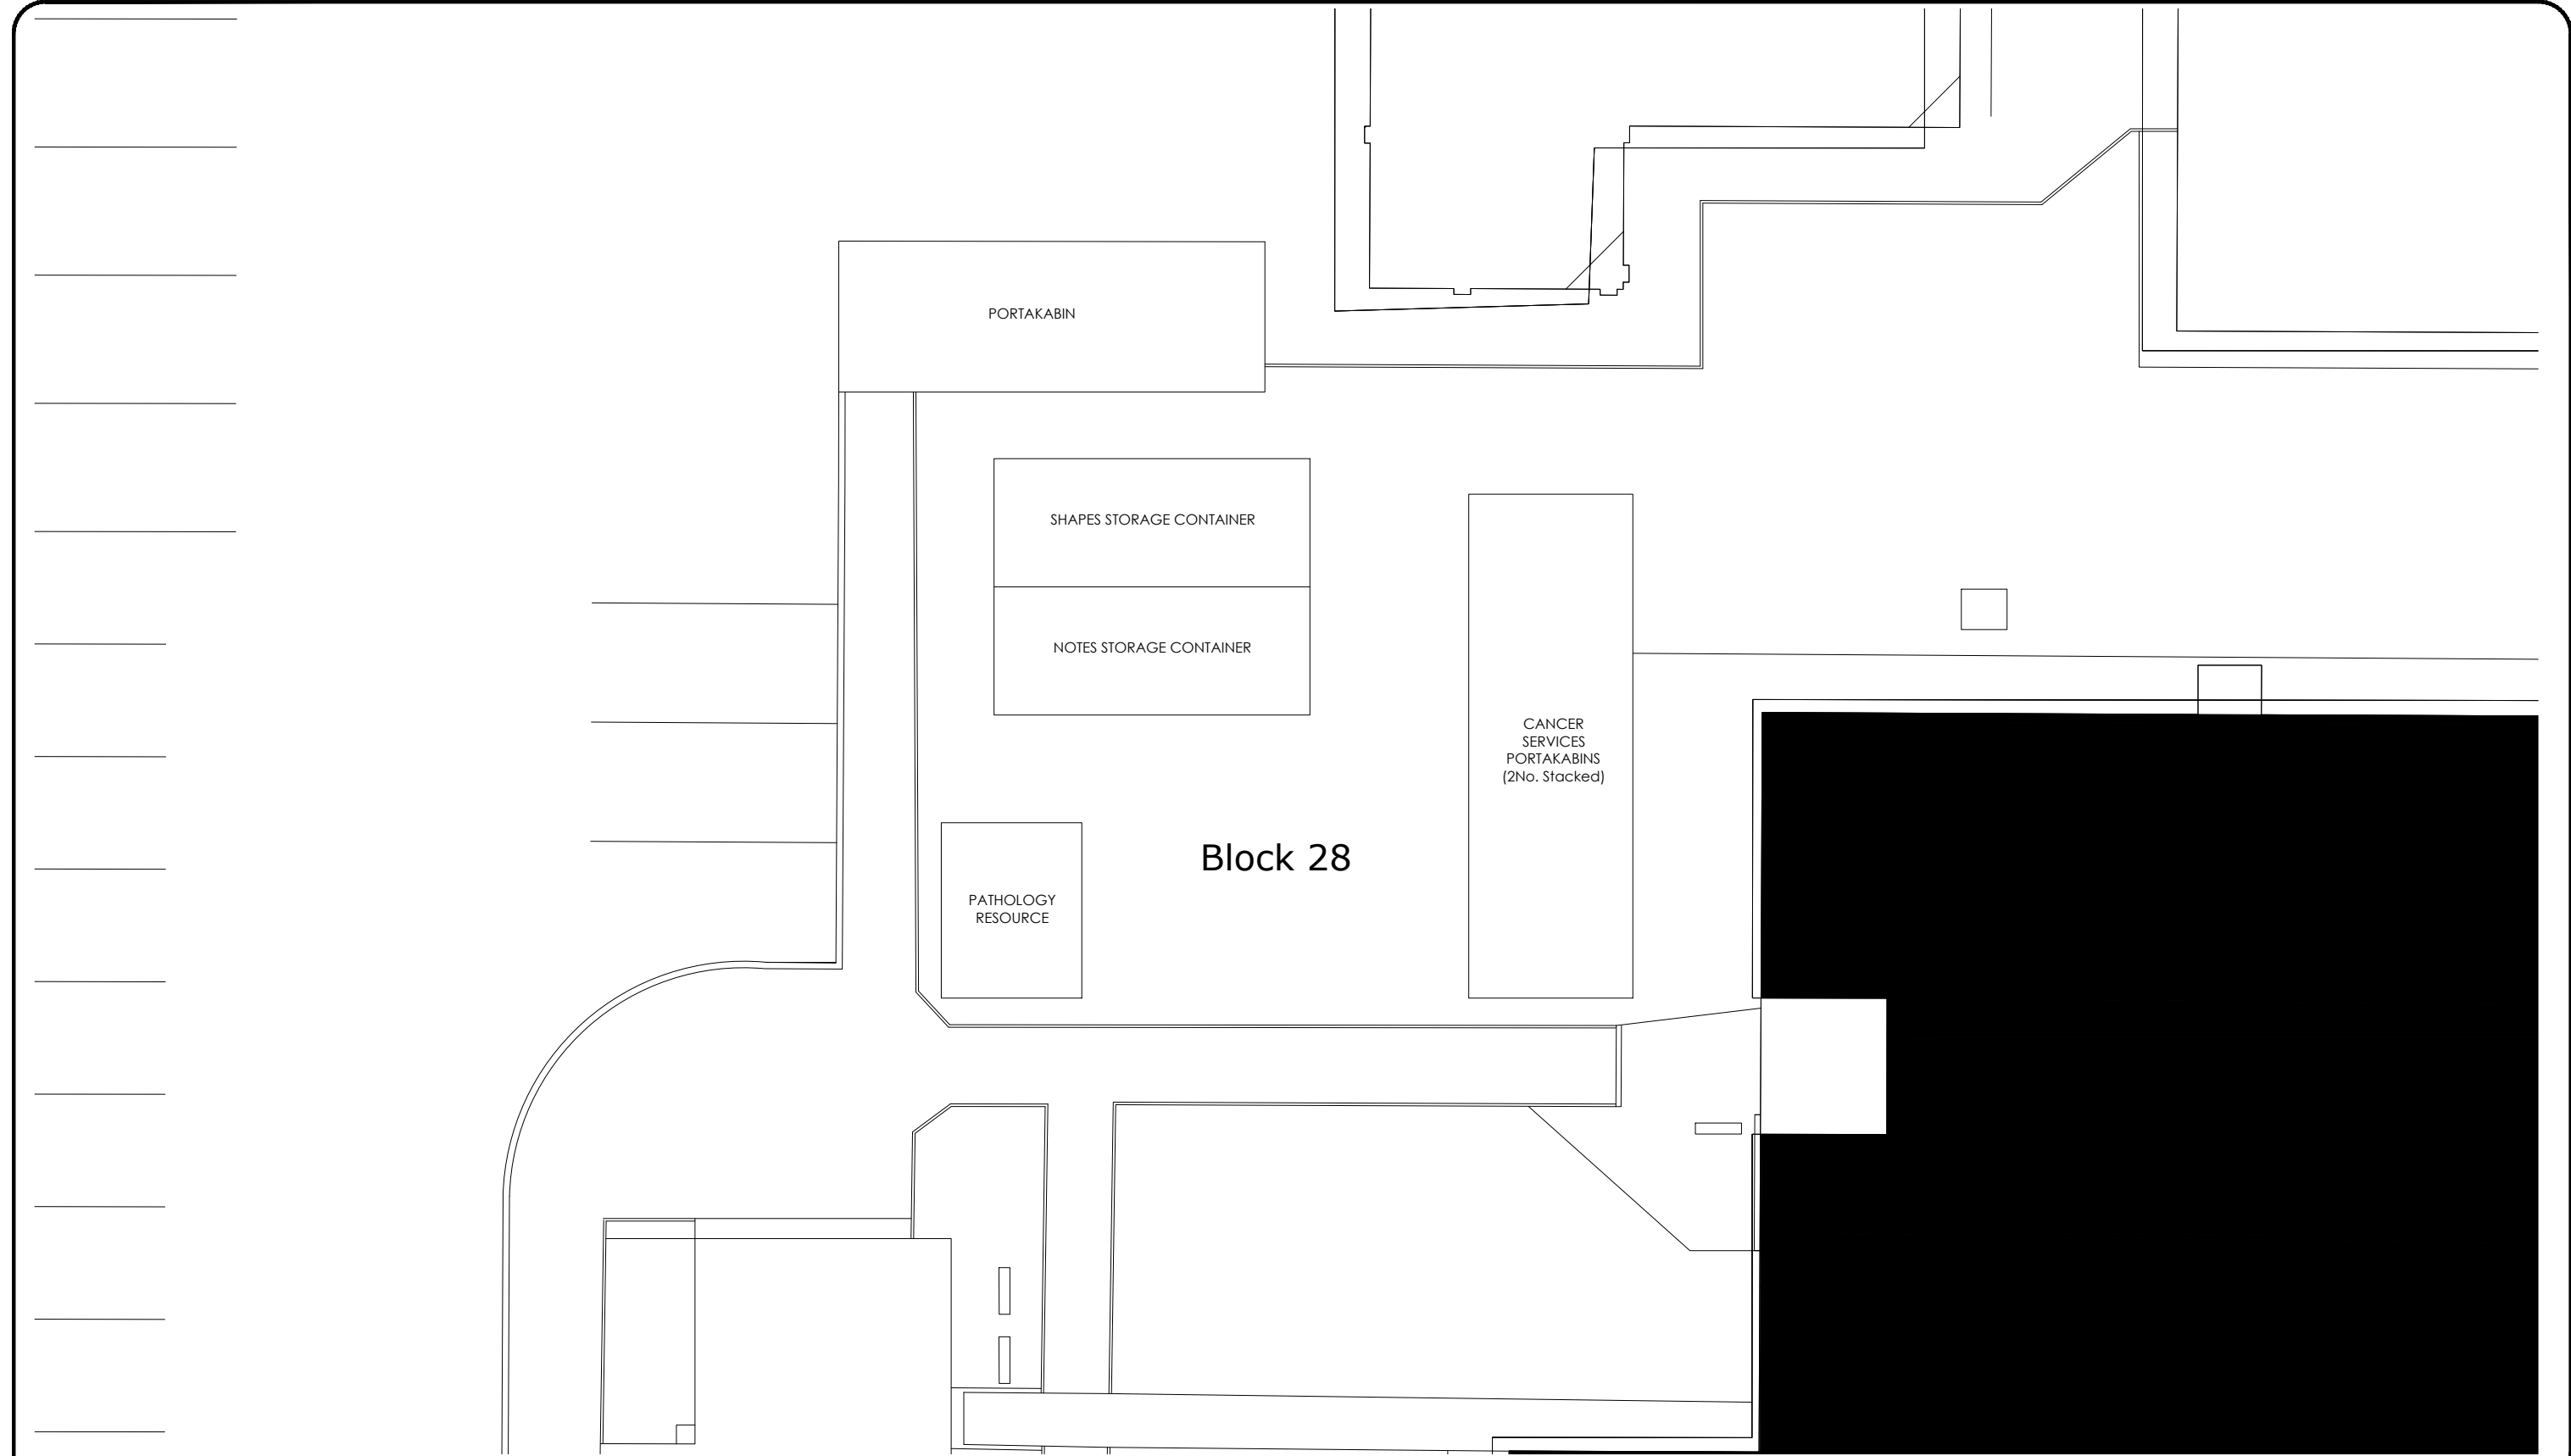 PORTAKABIN
SHAPES STORAGE CONTAINER
NOTES STORAGE CONTAINER
CANCER
SERVICES
PORTAKABINS
(2No. Stacked)
Block 28
PATHOLOGY
RESOURCE